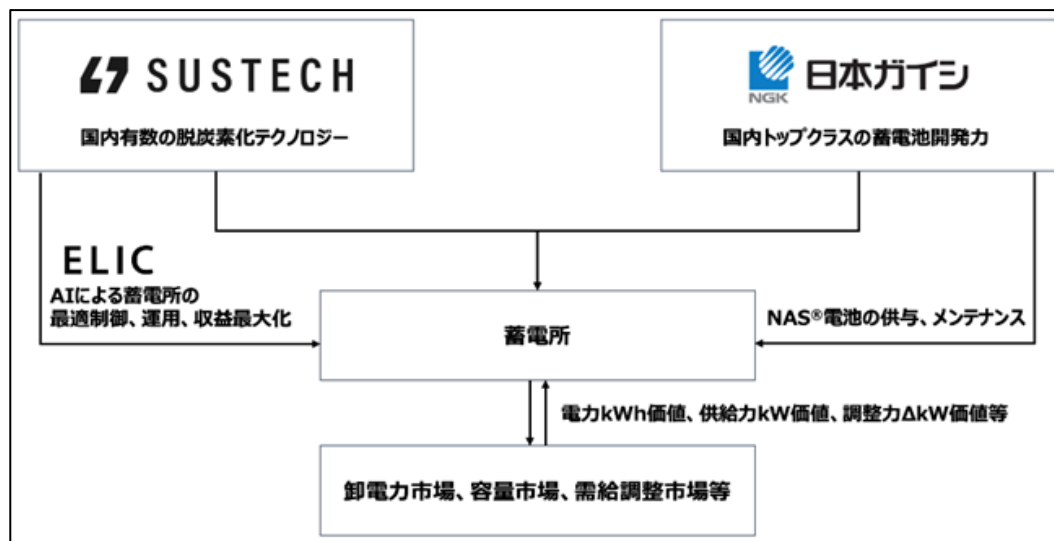 SUSTECH
国内有数の脱炭素化テクノロジー
NGK
日本ガイシ
国内トップクラスの蓄電池開発力
ELIC
AIによる蓄電所の
最適制御、運用、収益最大化
蓄電所
NAS®電池の供与、メンテナンス
電力kWh価値、供給力kW価値、調整力ΔkW価値等
卸電力市場、容量市場、需給調整市場等